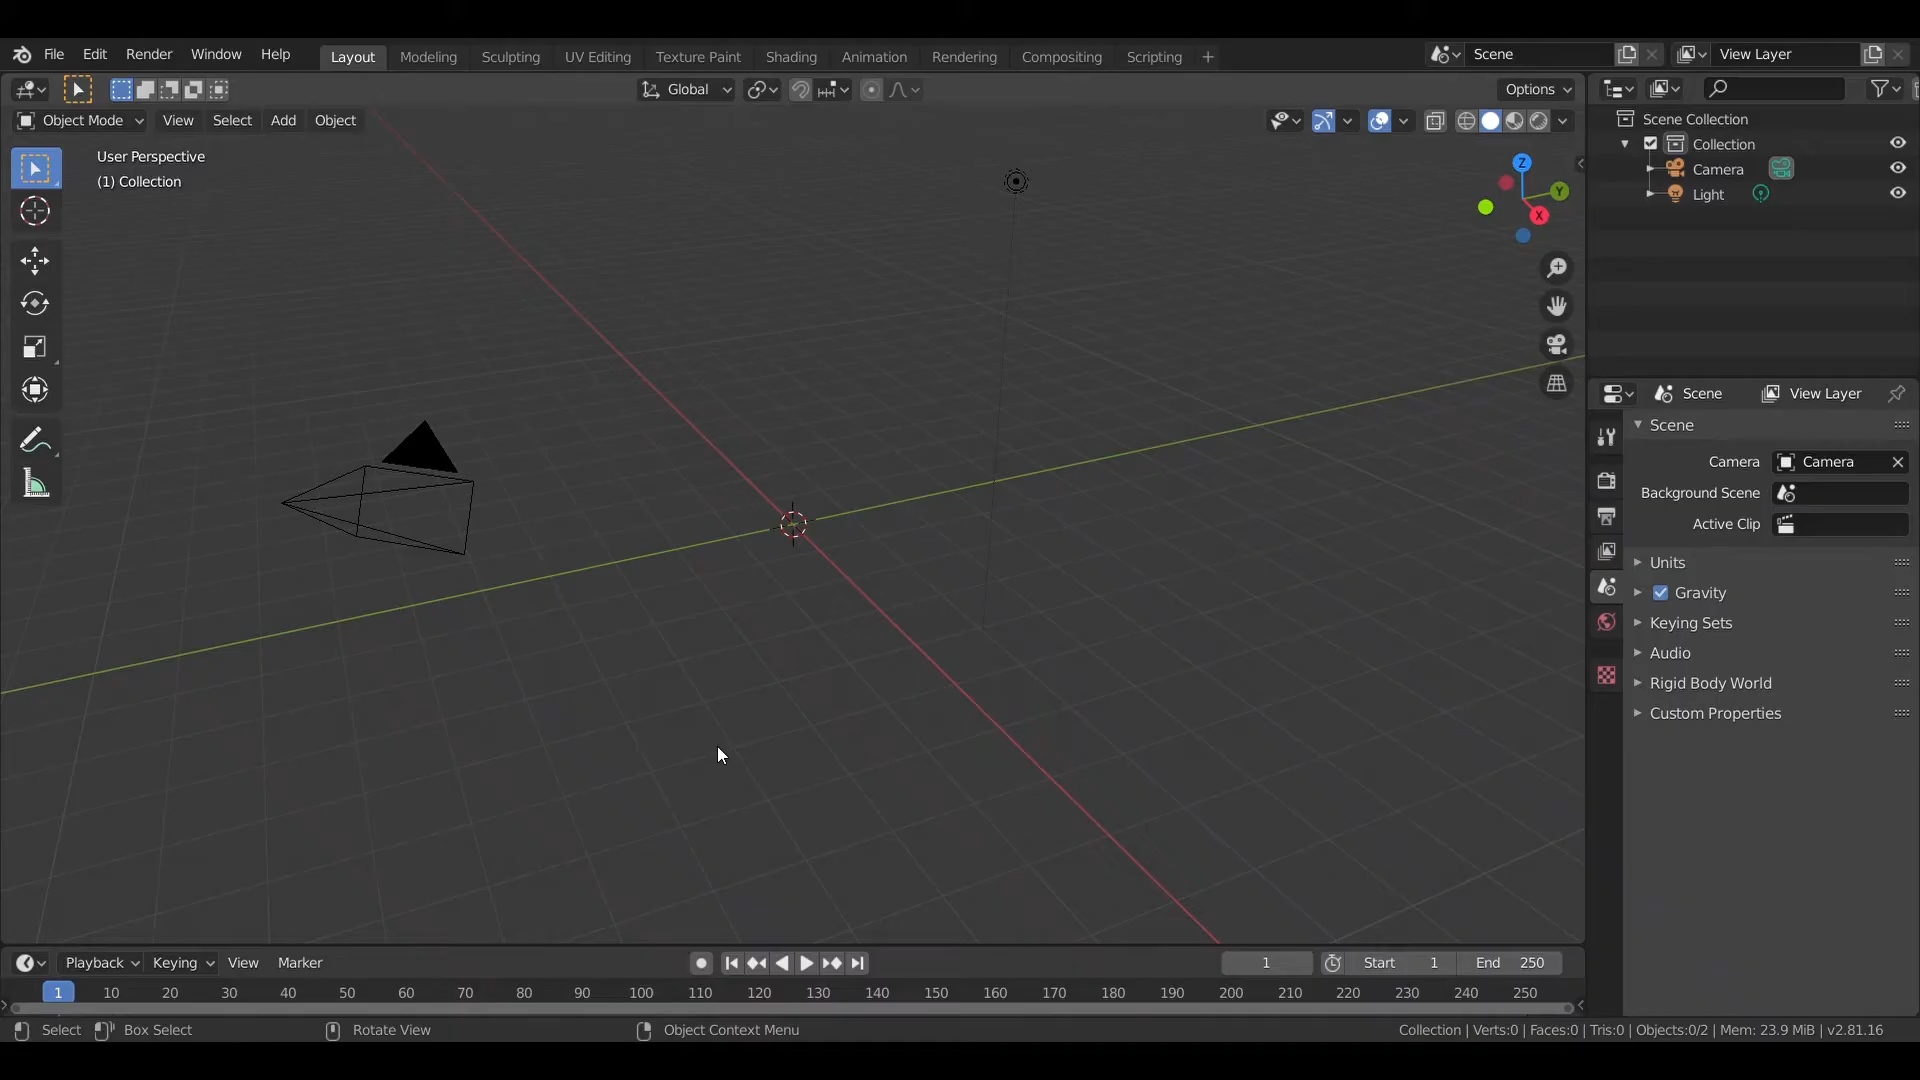 File Edit Render Window Help Layout Modeling Sculpting UV Editing Texture Paint Shading Animation Rendering Compositing Scripting + Scene View Layer
Global Options
Object Mode View Select Add Object
User Perspective
(1) Collection
Z
Y
X
Scene Collection
Collection
Camera
Light
Scene View Layer
Scene
Camera Camera
Background Scene
Active Clip
Units
Gravity
Keying Sets
Audio
Rigid Body World
Custom Properties
Playback Keying View Marker 1 Start 1 End 250
1 10 20 30 40 50 60 70 80 90 100 110 120 130 140 150 160 170 180 190 200 210 220 230 240 250
Select Box Select Rotate View Object Context Menu Collection | Verts:0 | Faces:0 | Tris:0 | Objects:0/2 | Mem: 23.9 MiB | v2.81.16